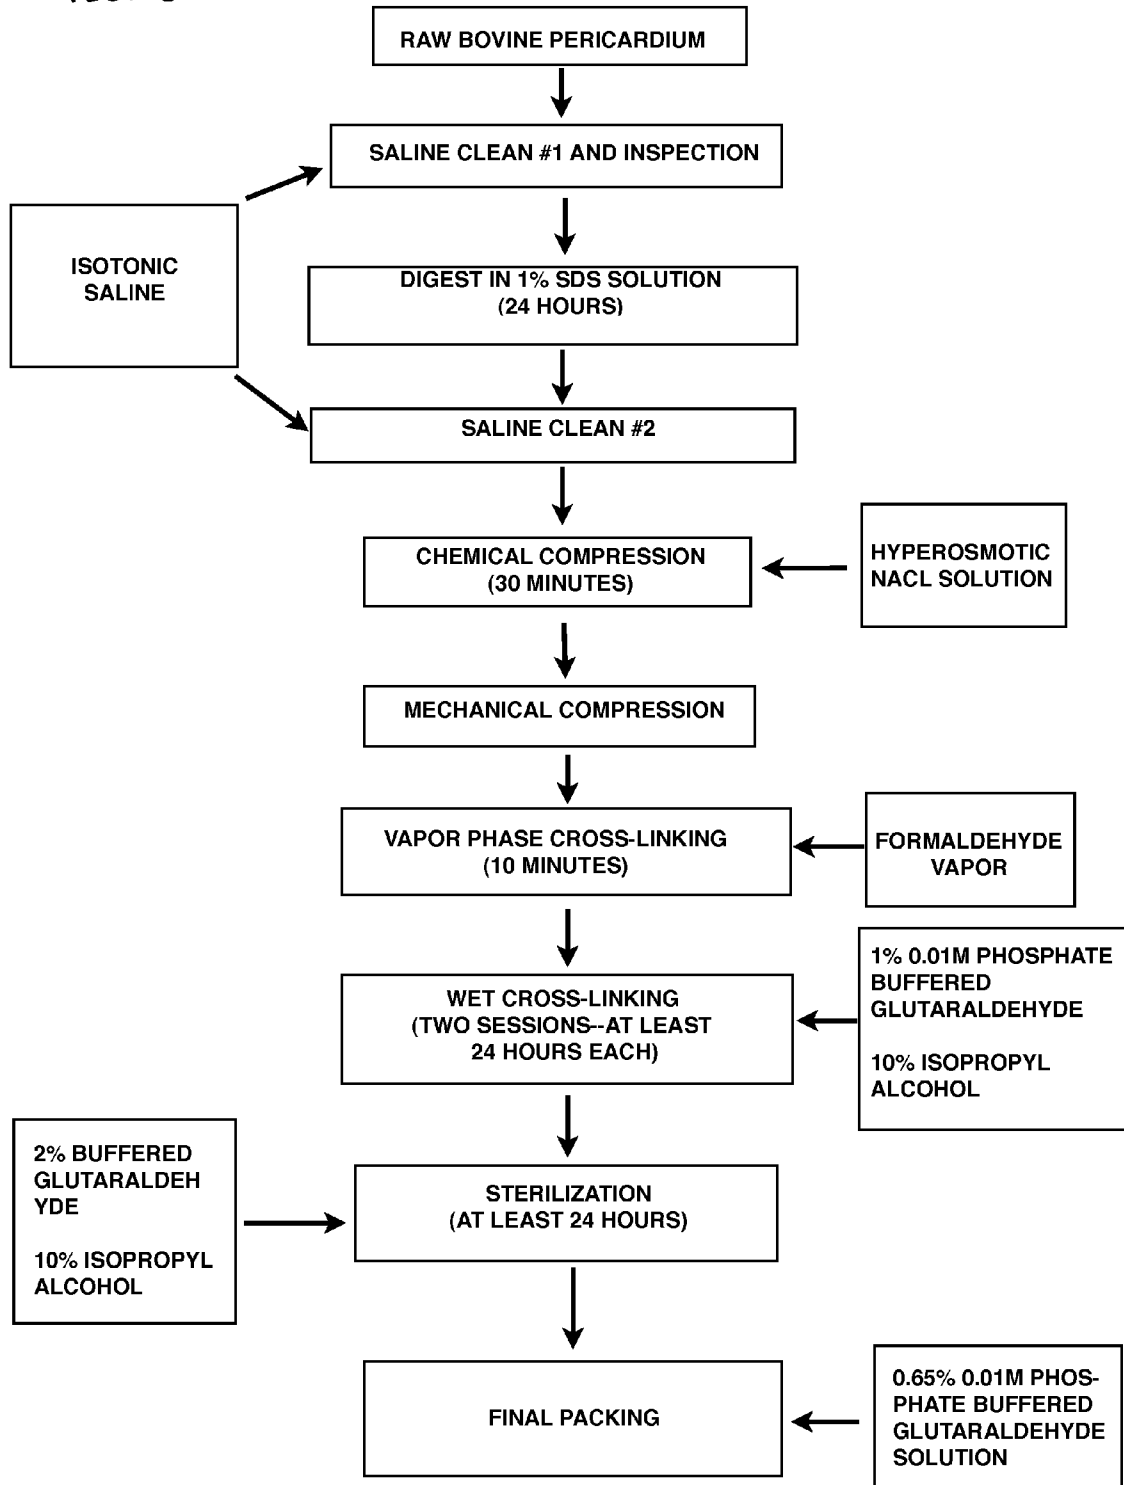 RAW BOVINE PERICARDIUM
SALINE CLEAN #1 AND INSPECTION
ISOTONIC
SALINE
DIGEST IN 1% SDS SOLUTION
(24 HOURS)
SALINE CLEAN #2
CHEMICAL COMPRESSION
(30 MINUTES)
HYPEROSMOTIC
NACL SOLUTION
MECHANICAL COMPRESSION
VAPOR PHASE CROSS-LINKING
(10 MINUTES)
FORMALDEHYDE
VAPOR
WET CROSS-LINKING
(TWO SESSIONS--AT LEAST
24 HOURS EACH)
1% 0.01M PHOSPHATE
BUFFERED
GLUTARALDEHYDE
10% ISOPROPYL
ALCOHOL
2% BUFFERED
GLUTARALDEH
YDE
10% ISOPROPYL
ALCOHOL
STERILIZATION
(AT LEAST 24 HOURS)
FINAL PACKING
0.65% 0.01M PHOS-
PHATE BUFFERED
GLUTARALDEHYDE
SOLUTION